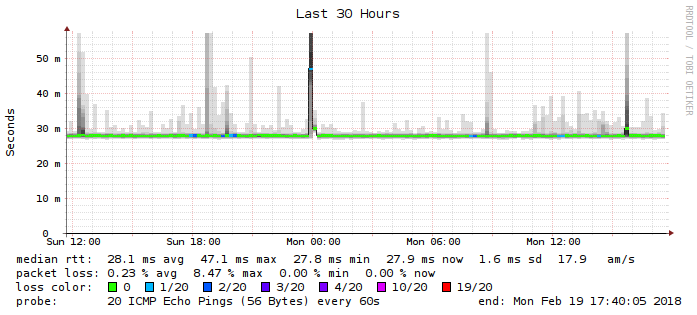 Last 30 Hours
RRDTOOL / TOBI OETIKER
Seconds
50 m
40 m
30 m
20 m
10 m
0
Sun 12:00 Sun 18:00 Mon 00:00 Mon 06:00 Mon 12:00
median rtt: 28.1 ms avg 47.1 ms max 27.8 ms min 27.9 ms now 1.6 ms sd 17.9 am/s
packet loss: 0.23 % avg 8.47 % max 0.00 % min 0.00 % now
loss color: 0 1/20 2/20 3/20 4/20 10/20 19/20
probe: 20 ICMP Echo Pings (56 Bytes) every 60s end: Mon Feb 19 17:40:05 2018